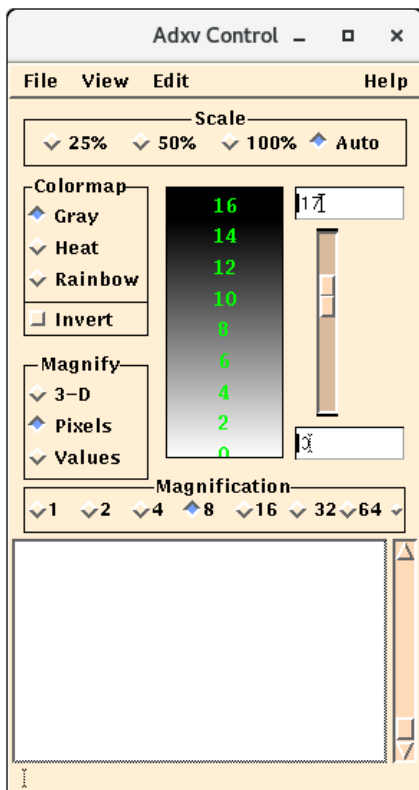 Adxv Control
File View Edit Help
Scale
25% 50% 100% Auto
Colormap
Gray
Heat
Rainbow
Invert
16
14
12
10
8
6
4
2
0
17
0
Magnify
3-D
Pixels
Values
Magnification
1 2 4 8 16 32 64